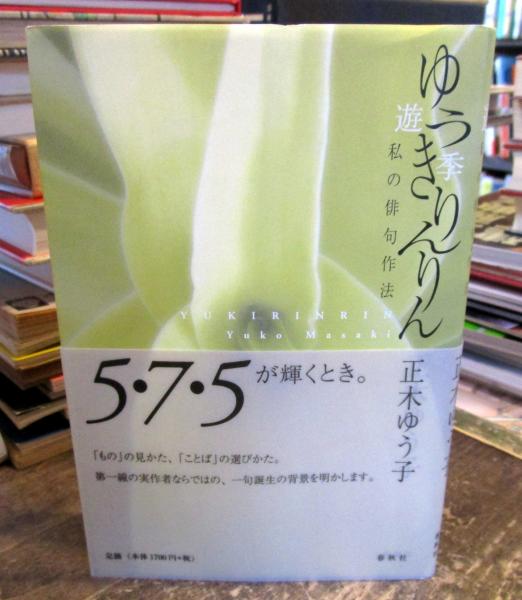 ゆうきりんりん
遊季
私の俳句作法
YUKIRINRIN
Yuko Masaki
正木ゆう子
5・7・5が輝くとき。
「もの」の見かた、「ことば」の選びかた。
第一線の実作者ならではの、一句誕生の背景を明かします。
定価（本体1700円+税）
春秋社